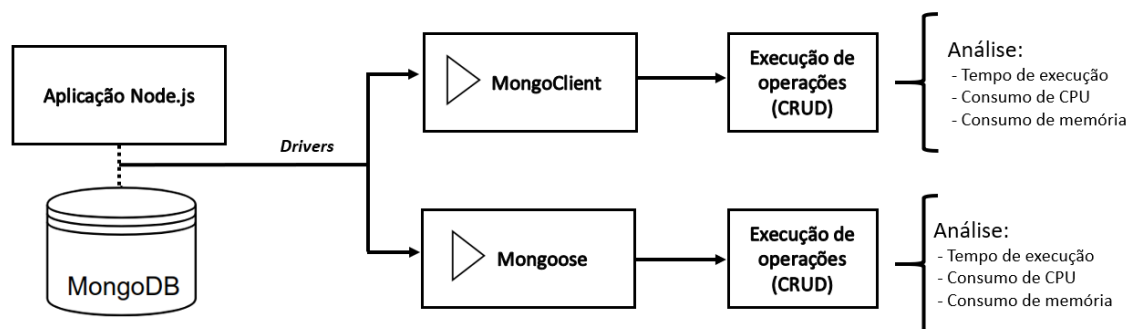 Aplicação Node.js
MongoDB
Drivers
MongoClient
Execução de
operações
(CRUD)
Análise:
- Tempo de execução
- Consumo de CPU
- Consumo de memória
Mongoose
Execução de
operações
(CRUD)
Análise:
- Tempo de execução
- Consumo de CPU
- Consumo de memória